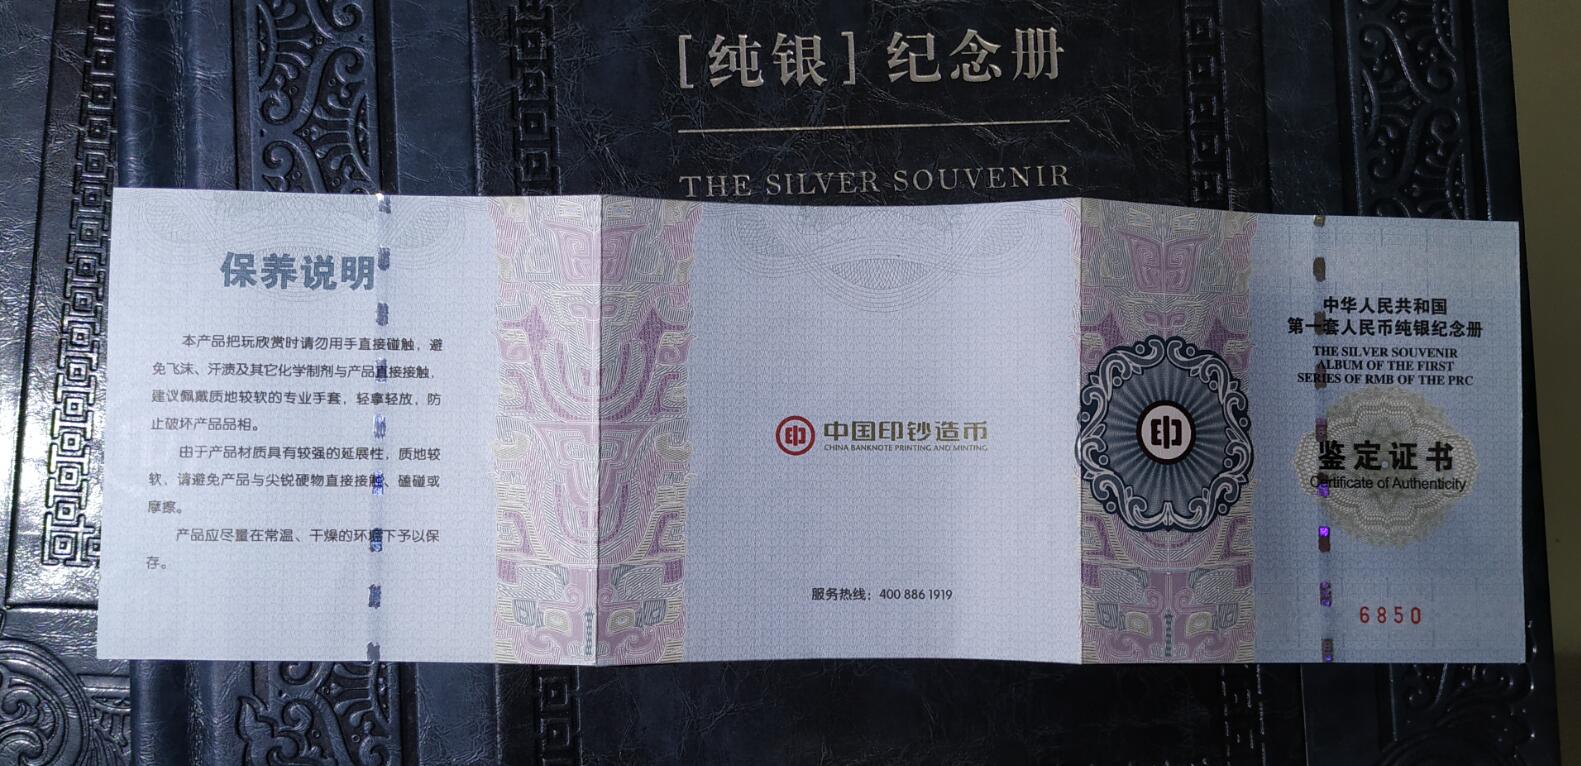 [纯银]纪念册
THE SILVER SOUVENIR
保养说明
本产品把玩欣赏时请勿用手直接碰触，避
免飞沫、汗渍及其它化学制剂与产品直接接触，
建议佩戴质地较软的专业手套，轻拿轻放，防
止破坏产品品相。
由于产品材质具有较强的延展性，质地较
软、请避免产品与尖锐硬物直接接触、磕碰或
摩擦。
产品应尽量在常温、干燥的环境下予以保
存。
中国印钞造币
CHINA BANKNOTE PRINTING AND MINTING
服务热线：400 886 1919
中华人民共和国
第一套人民币纯银纪念册
THE SILVER SOUVENIR
ALBUM OF THE FIRST
SERIES OF RMB OF THE PRC
鉴定证书
Certificate of Authenticity
6850